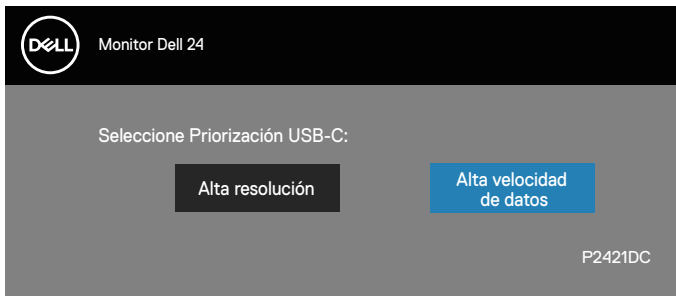 DELL
Monitor Dell 24
Seleccione Priorización USB-C:
Alta resolución
Alta velocidad
de datos
P2421DC